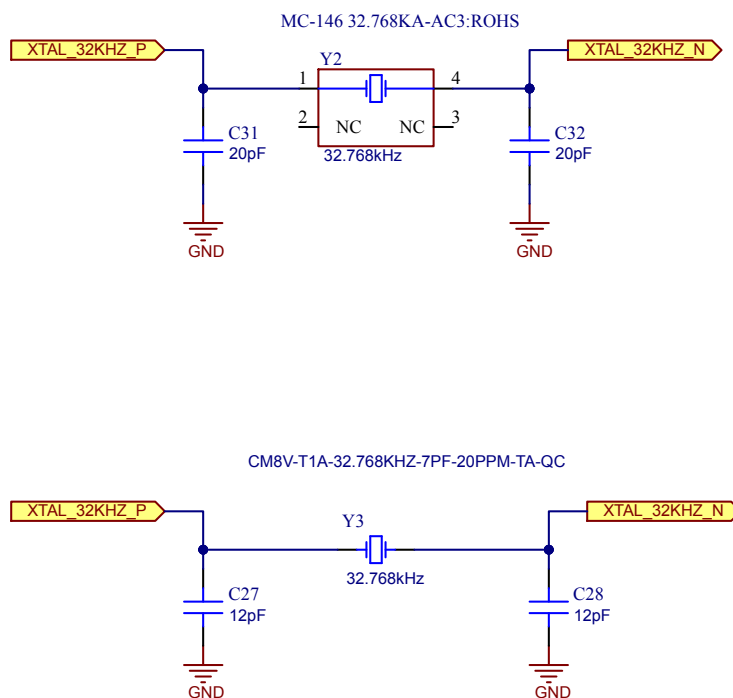 MC-146 32.768KA-AC3:ROHS
XTAL_32KHZ_P
XTAL_32KHZ_N
Y2
1
4
2
NC
NC
3
32.768kHz
C31
20pF
C32
20pF
GND
GND
CM8V-T1A-32.768KHZ-7PF-20PPM-TA-QC
XTAL_32KHZ_P
XTAL_32KHZ_N
Y3
32.768kHz
C27
12pF
C28
12pF
GND
GND